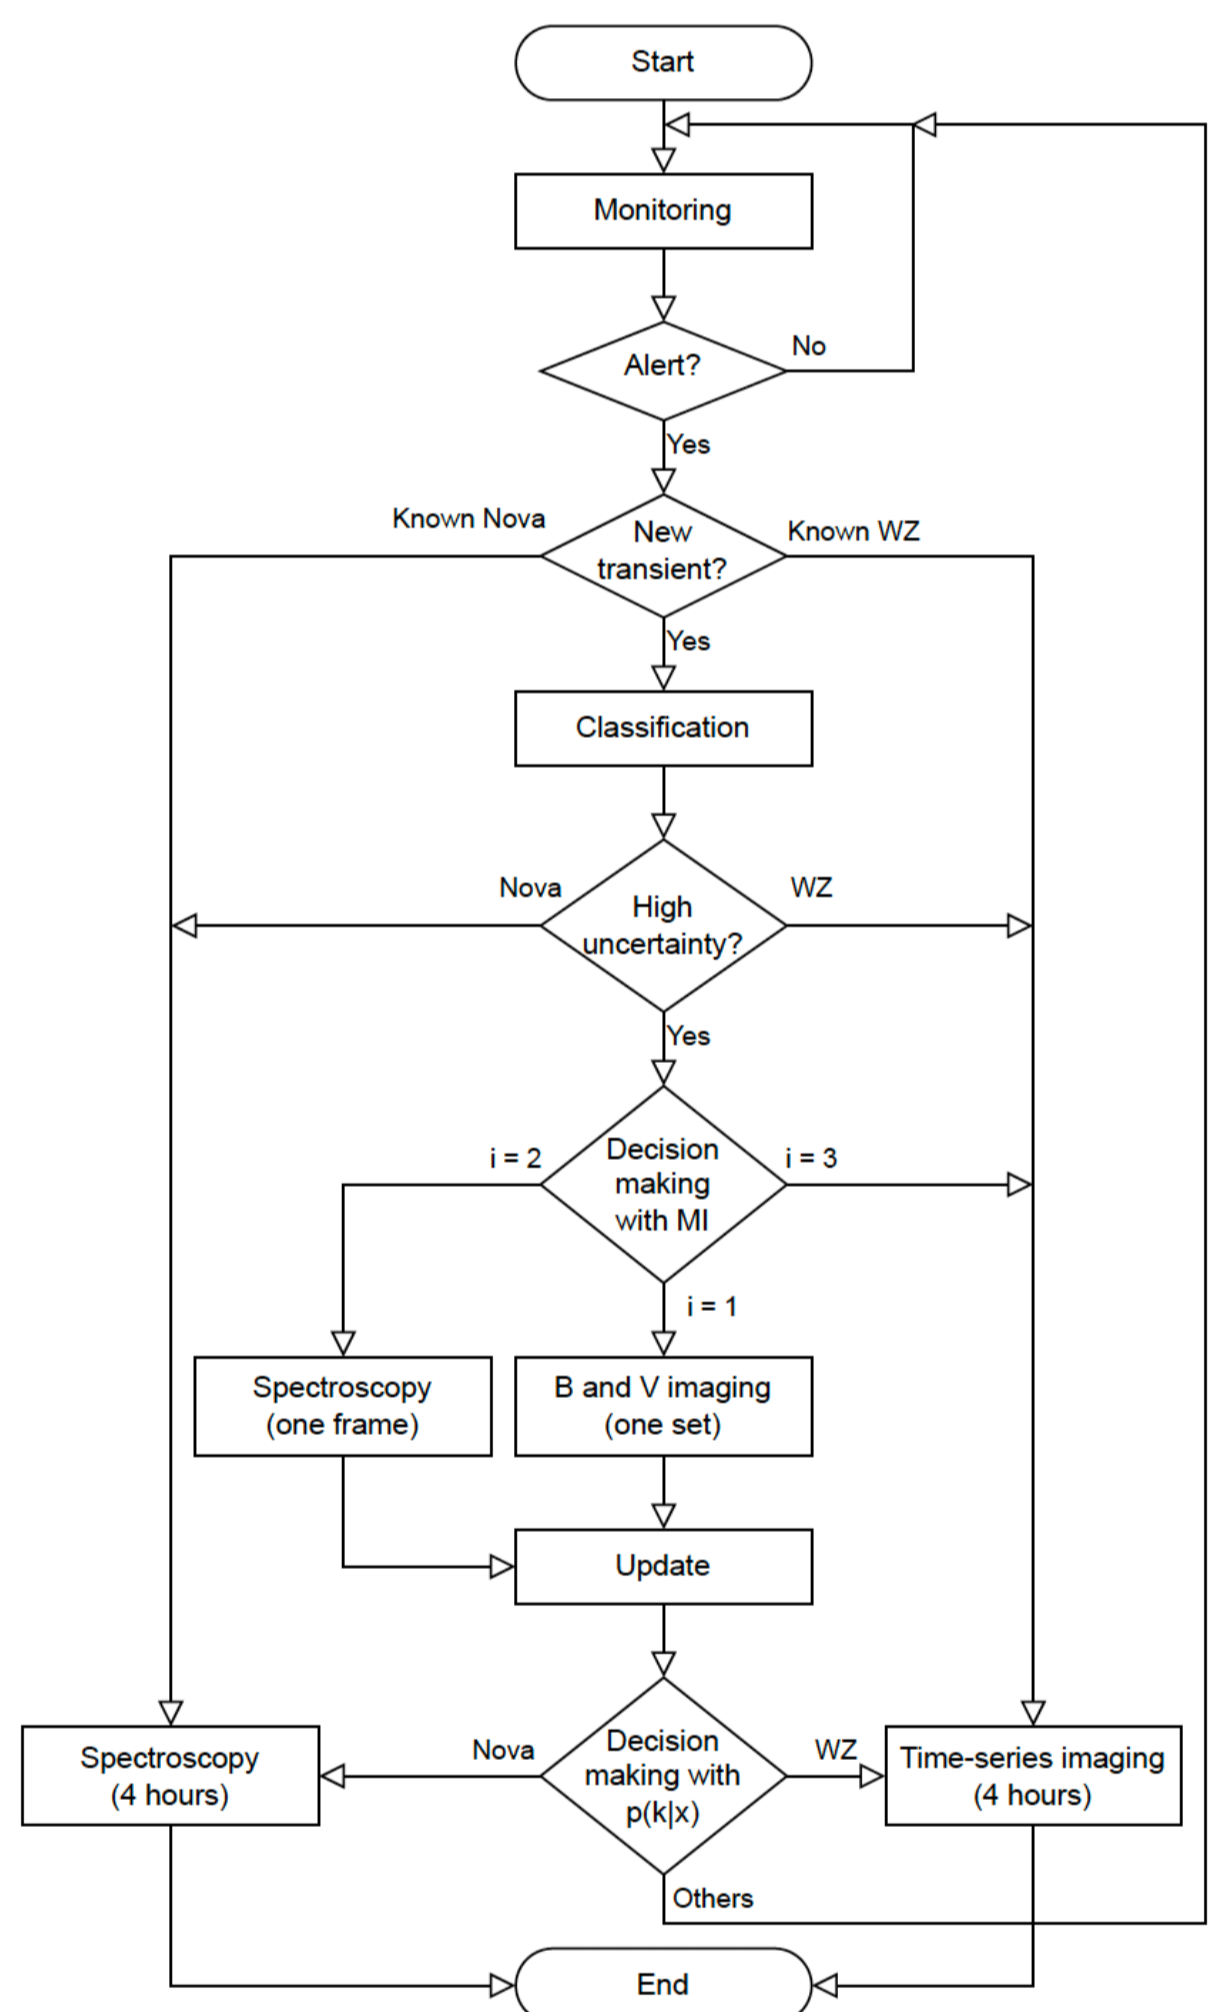 Start
Monitoring
Alert?
No
Yes
Known Nova
New
transient?
Known WZ
Yes
Classification
Nova
High
uncertainty?
WZ
Yes
i = 2
Decision
making
with MI
i = 3
i = 1
Spectroscopy
(one frame)
B and V imaging
(one set)
Update
Spectroscopy
(4 hours)
Nova
Decision
making with
p(k|x)
WZ
Time-series imaging
(4 hours)
Others
End